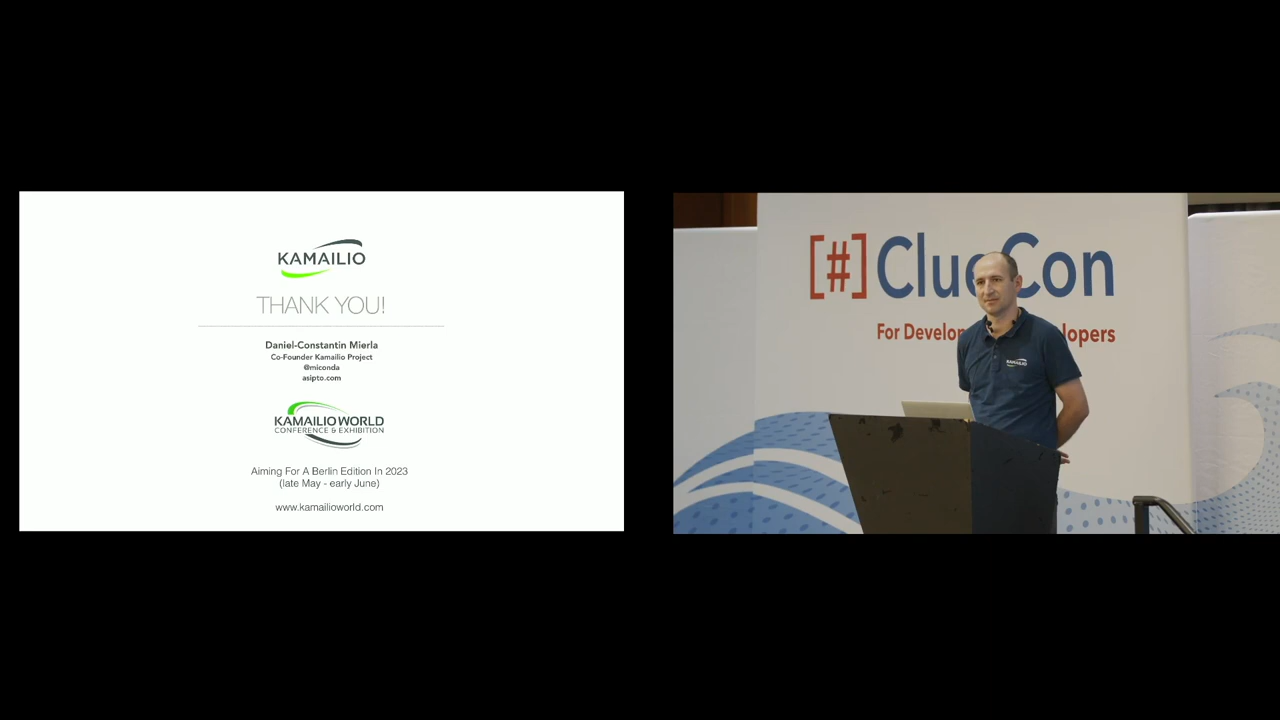 KAMAILIO
THANK YOU!
Daniel-Constantin Mierla
Co-Founder Kamailio Project
@miconda
asipto.com
KAMAILIO WORLD
CONFERENCE & EXHIBITION
Aiming For A Berlin Edition In 2023
(late May - early June)
www.kamailioworld.com
[#] ClueCon
For Develop lopers
KAMAILIO